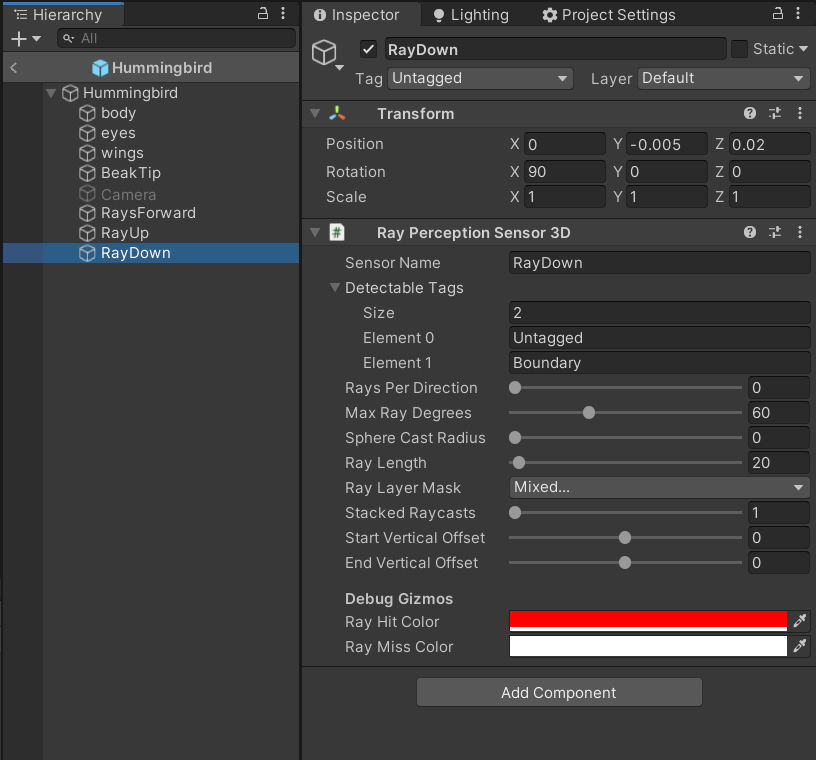 Hierarchy
All
Hummingbird
Hummingbird
body
eyes
wings
BeakTip
Camera
RaysForward
RayUp
RayDown
Inspector Lighting Project Settings
RayDown Static
Tag Untagged Layer Default
Transform
Position X 0 Y -0.005 Z 0.02
Rotation X 90 Y 0 Z 0
Scale X 1 Y 1 Z 1
# Ray Perception Sensor 3D
Sensor Name RayDown
Detectable Tags
Size 2
Element 0 Untagged
Element 1 Boundary
Rays Per Direction 0
Max Ray Degrees 60
Sphere Cast Radius 0
Ray Length 20
Ray Layer Mask Mixed...
Stacked Raycasts 1
Start Vertical Offset 0
End Vertical Offset 0
Debug Gizmos
Ray Hit Color
Ray Miss Color
Add Component